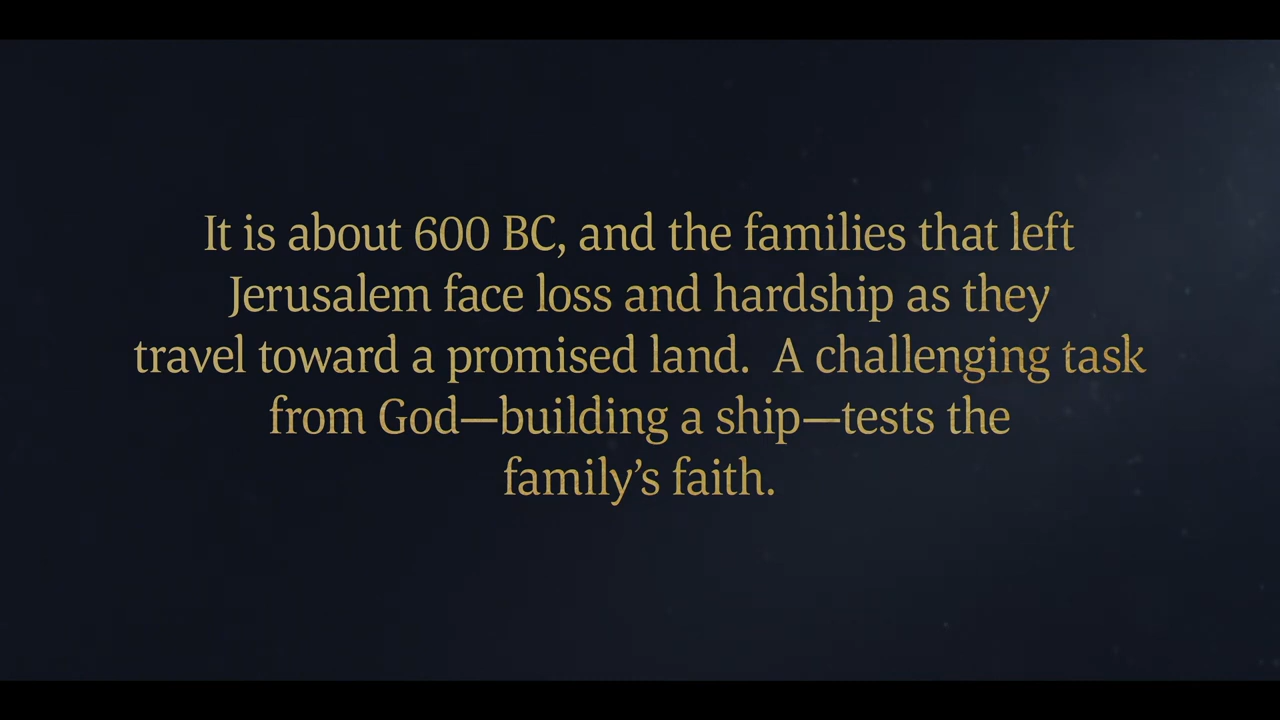 It is about 600 BC, and the families that left
Jerusalem face loss and hardship as they
travel toward a promised land.  A challenging task
from God—building a ship—tests the
family’s faith.